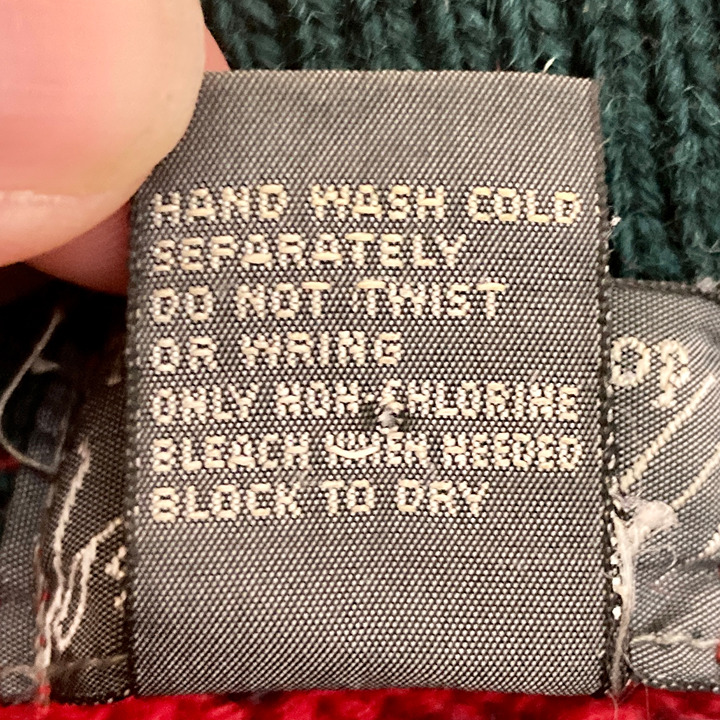 HAND WASH COLD
SEPARATELY
DO NOT TWIST
OR WRING
ONLY NON-CHLORINE
BLEACH WHEN NEEDED
BLOCK TO DRY